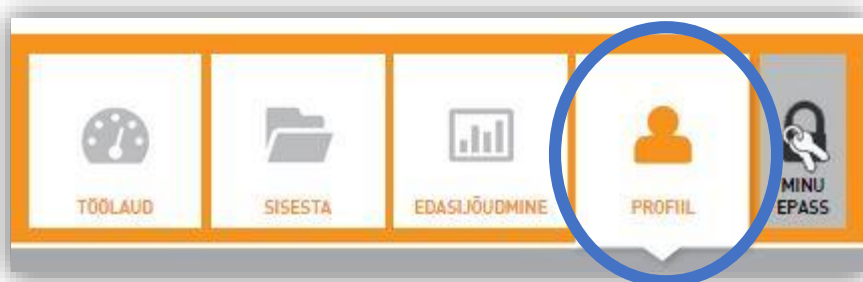 TÖÖLAUD
SISESTA
EDASIJÕUDMINE
PROFIIL
MINU
EPASS